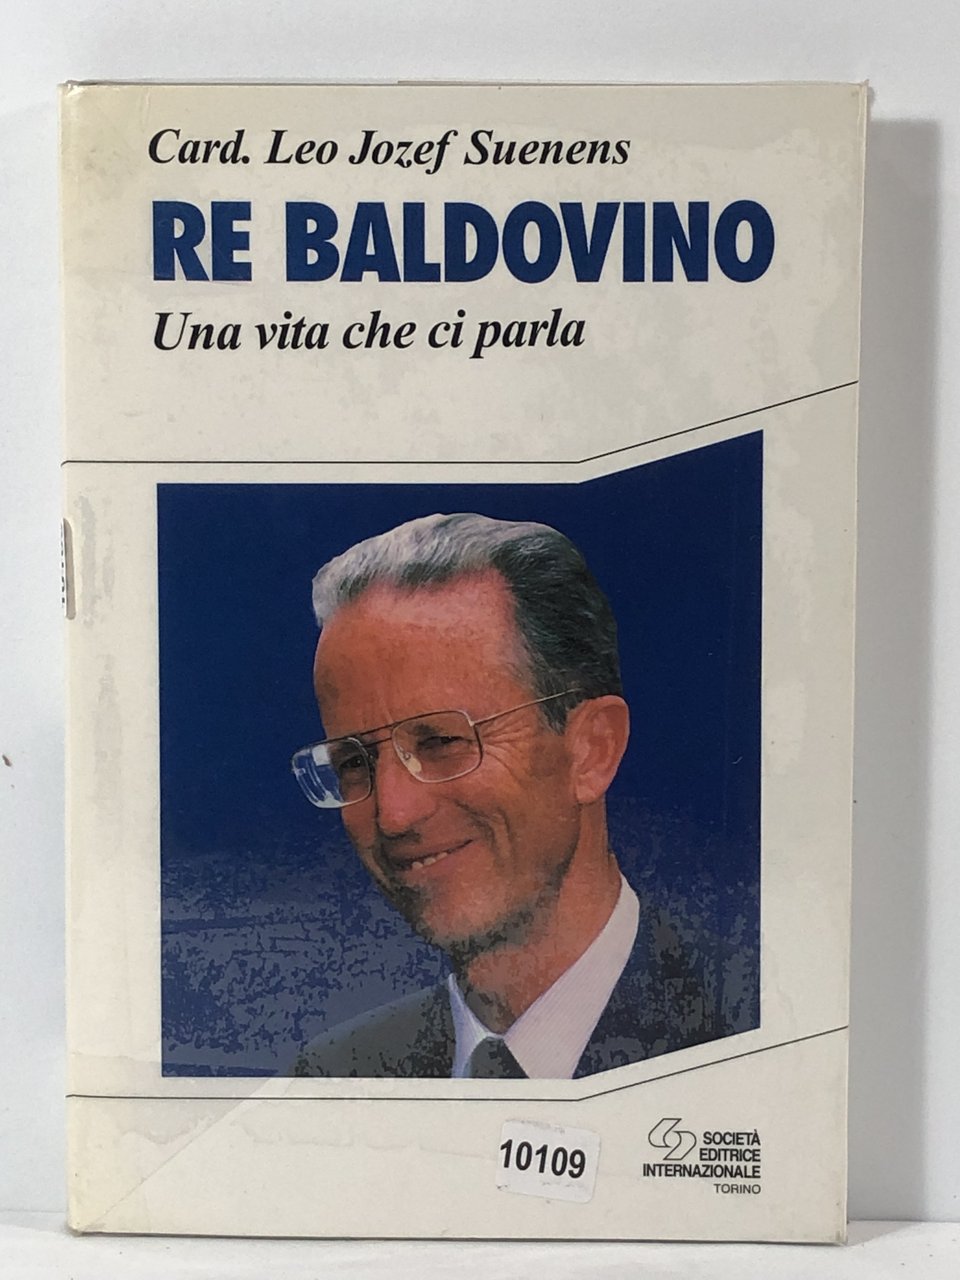 Card. Leo Jozef Suenens
RE BALDOVINO
Una vita che ci parla
10109
SOCIETÀ
EDITRICE
INTERNAZIONALE
TORINO